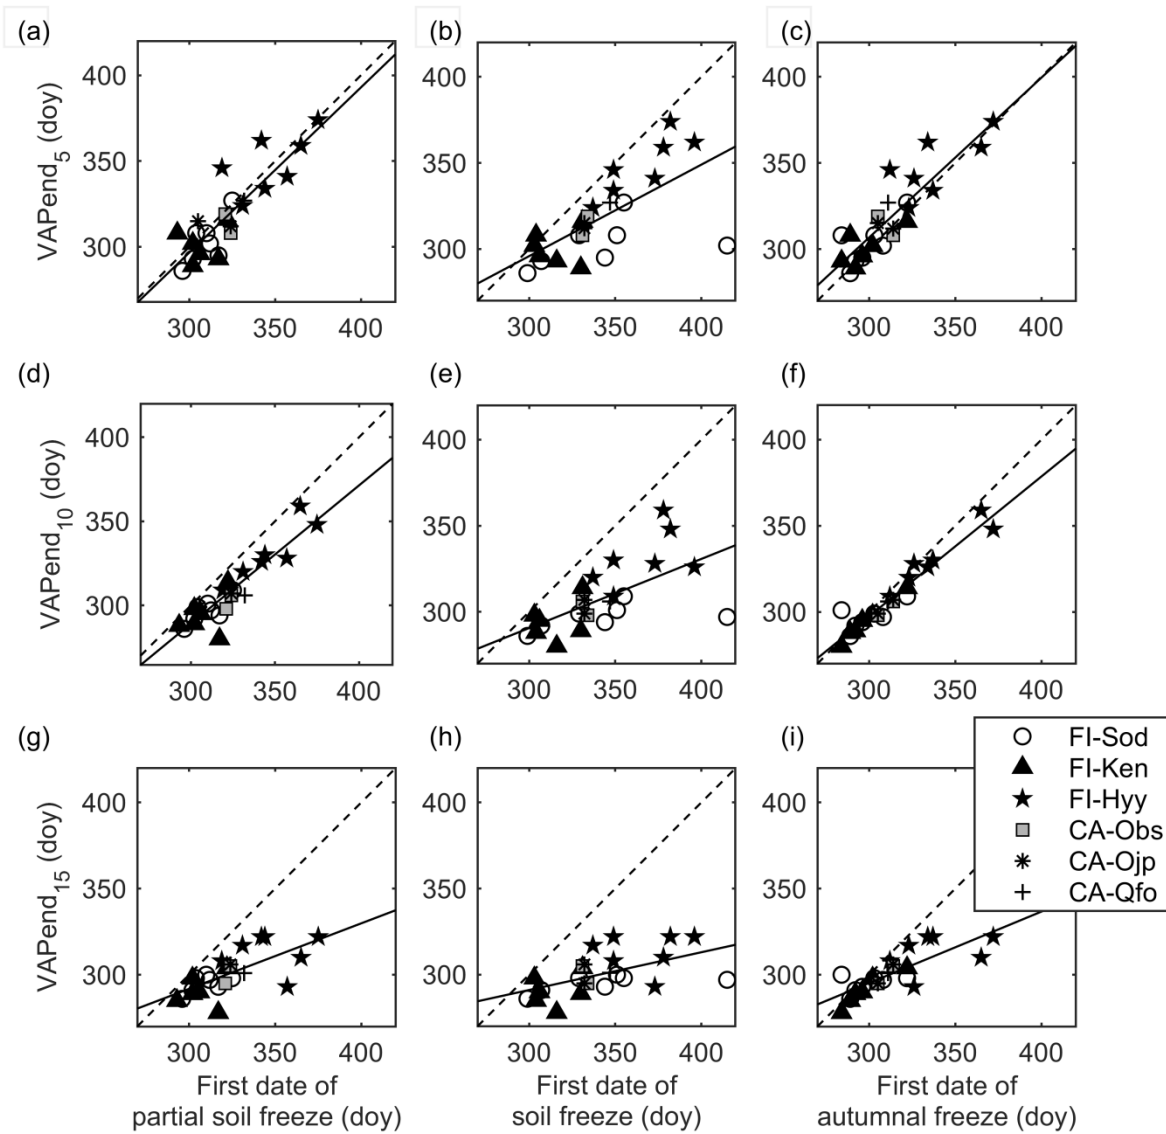 (a) (b) (c)
400 400 400
350 350 350
300 300 300
VAPend5 (doy)
300 350 400 300 350 400 300 350 400
(d) (e) (f)
400 400 400
350 350 350
300 300 300
VAPend10 (doy)
300 350 400 300 350 400 300 350 400
(g) (h) (i)
FI-Sod
FI-Ken
FI-Hyy
CA-Obs
CA-Ojp
CA-Qfo
400 400 400
350 350 350
300 300 300
VAPend15 (doy)
300 350 400 300 350 400 300 350 400
First date of
partial soil freeze (doy)
First date of
soil freeze (doy)
First date of
autumnal freeze (doy)